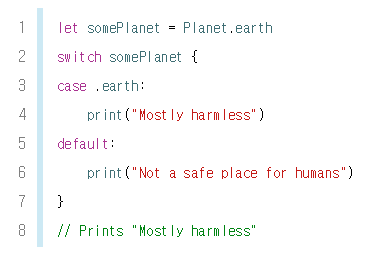 1 let somePlanet = Planet.earth
2 switch somePlanet {
3 case .earth:
4     print("Mostly harmless")
5 default:
6     print("Not a safe place for humans")
7 }
8 // Prints "Mostly harmless"